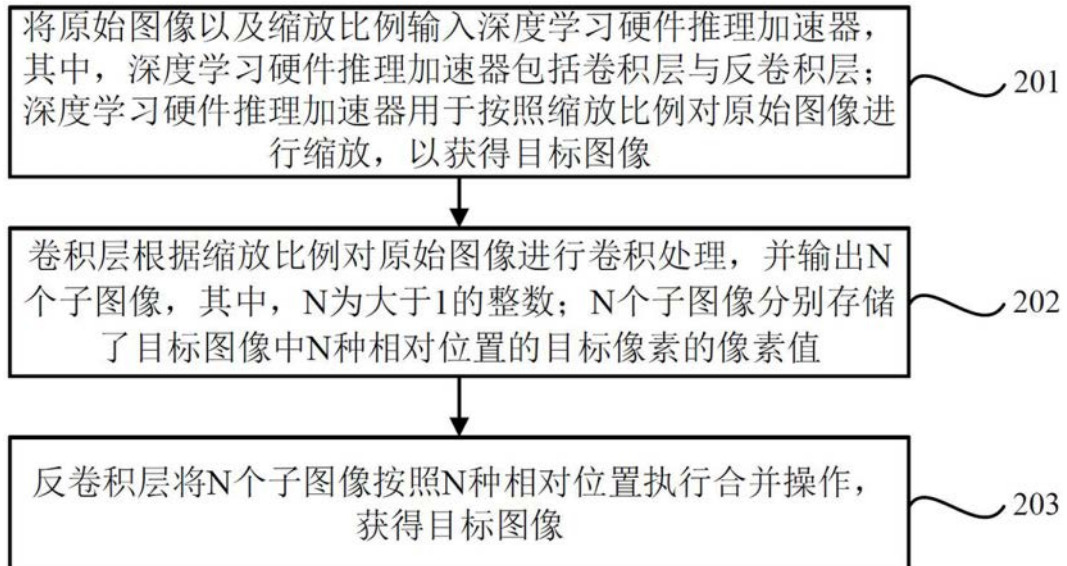 将原始图像以及缩放比例输入深度学习硬件推理加速器，
其中，深度学习硬件推理加速器包括卷积层与反卷积层；
深度学习硬件推理加速器用于按照缩放比例对原始图像进
行缩放，以获得目标图像
201
卷积层根据缩放比例对原始图像进行卷积处理，并输出N
个子图像，其中，N为大于1的整数；N个子图像分别存储
了目标图像中N种相对位置的目标像素的像素值
202
反卷积层将N个子图像按照N种相对位置执行合并操作，
获得目标图像
203